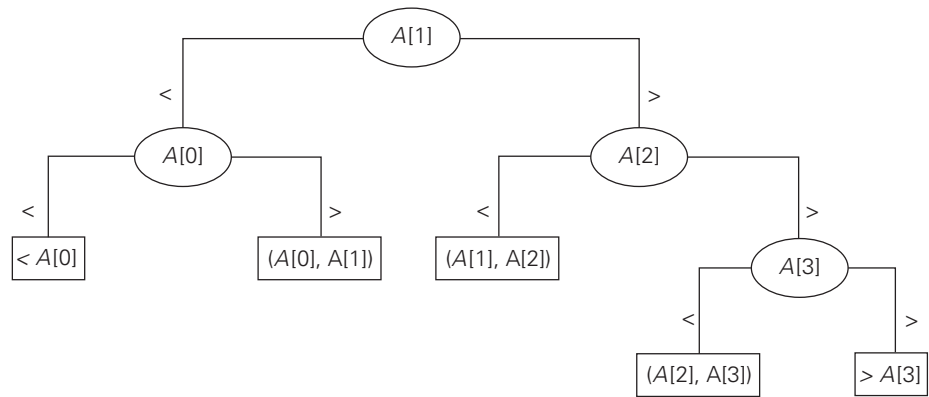 A[1]
<
>
A[0]
A[2]
<
>
<
>
< A[0]
(A[0], A[1])
(A[1], A[2])
A[3]
<
>
(A[2], A[3])
> A[3]